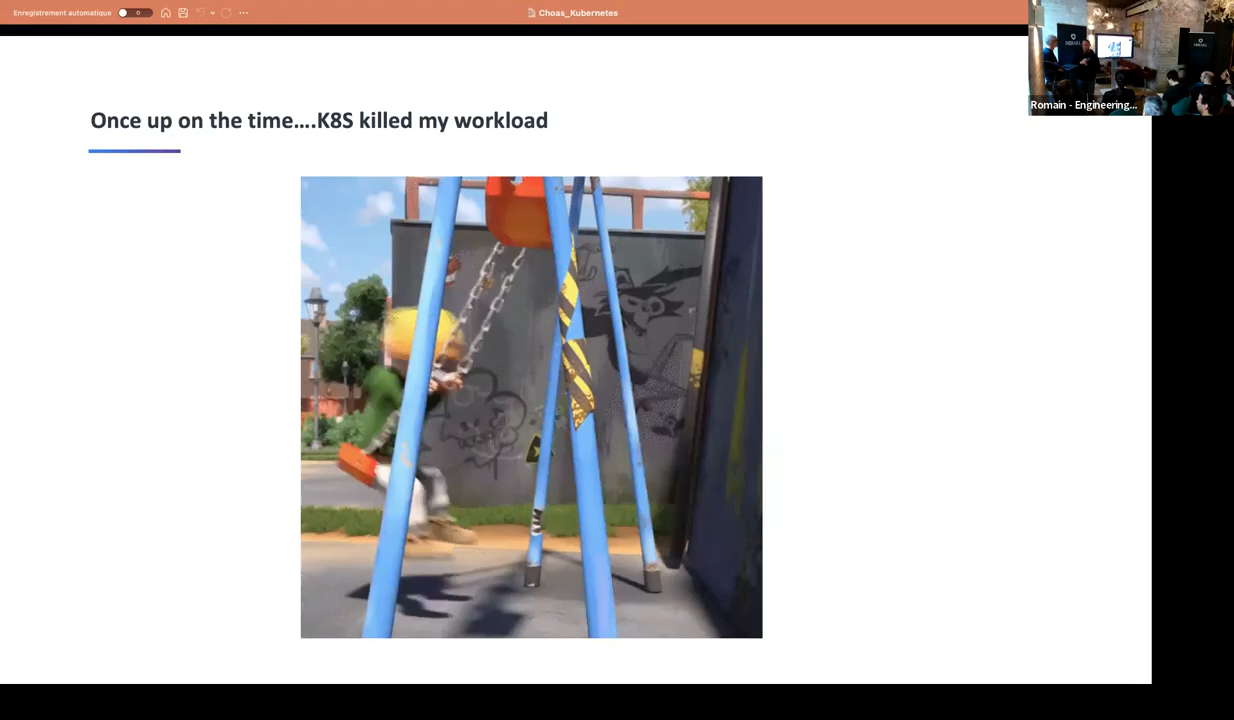 Enregistrement automatique
Choas_Kubernetes
Once up on the time....K8S killed my workload
Romain - Engineering...